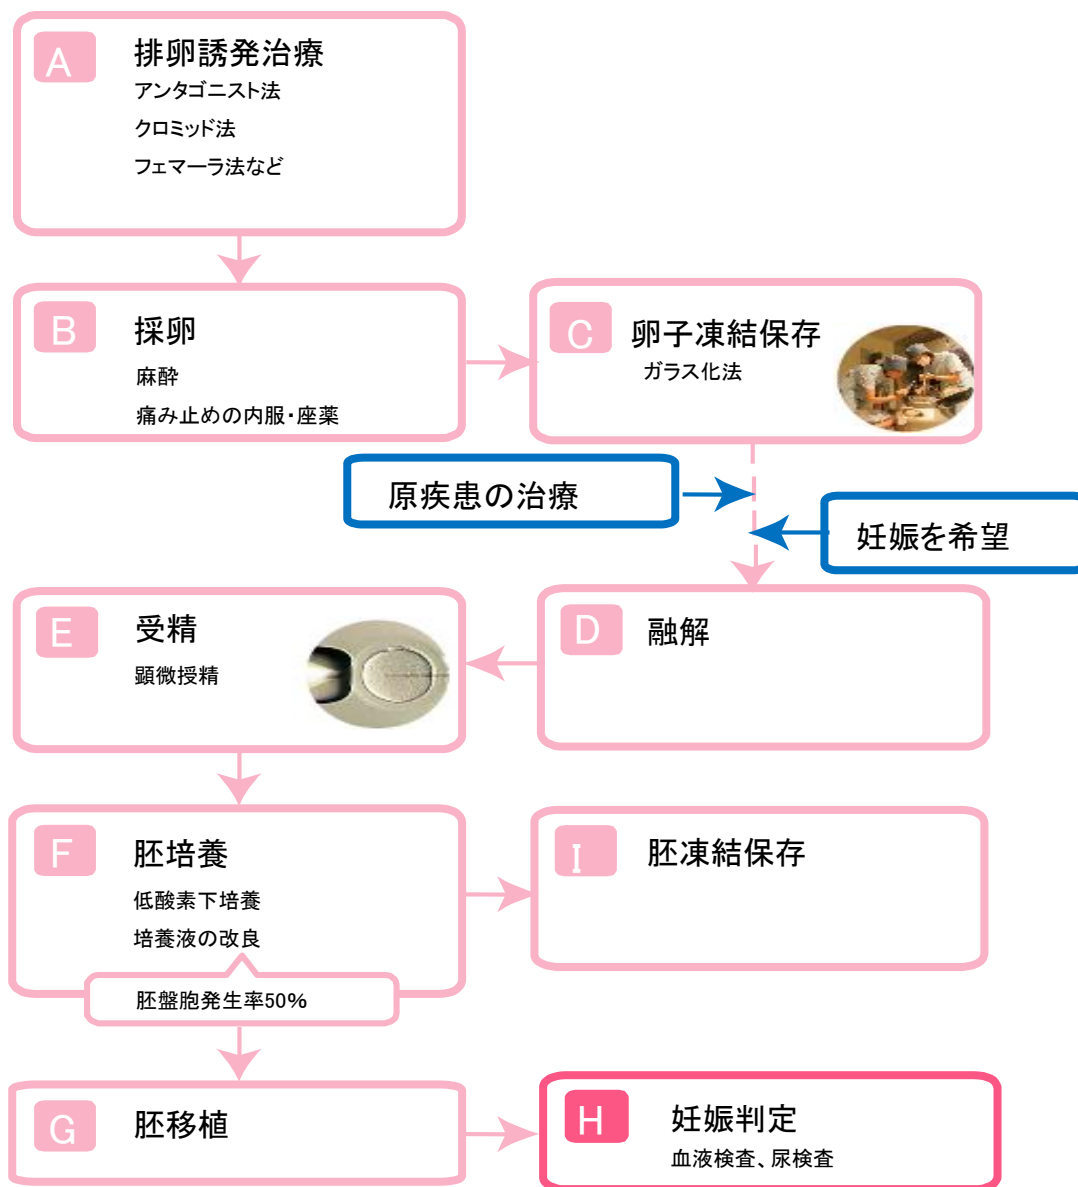 A
排卵誘発治療
アンタゴニスト法
クロミッド法
フェマーラ法など
B
採卵
麻酔
痛み止めの内服・座薬
C
卵子凍結保存
ガラス化法
原疾患の治療
妊娠を希望
D
融解
E
受精
顕微授精
F
胚培養
低酸素下培養
培養液の改良
胚盤胞発生率50%
I
胚凍結保存
G
胚移植
H
妊娠判定
血液検査、尿検査